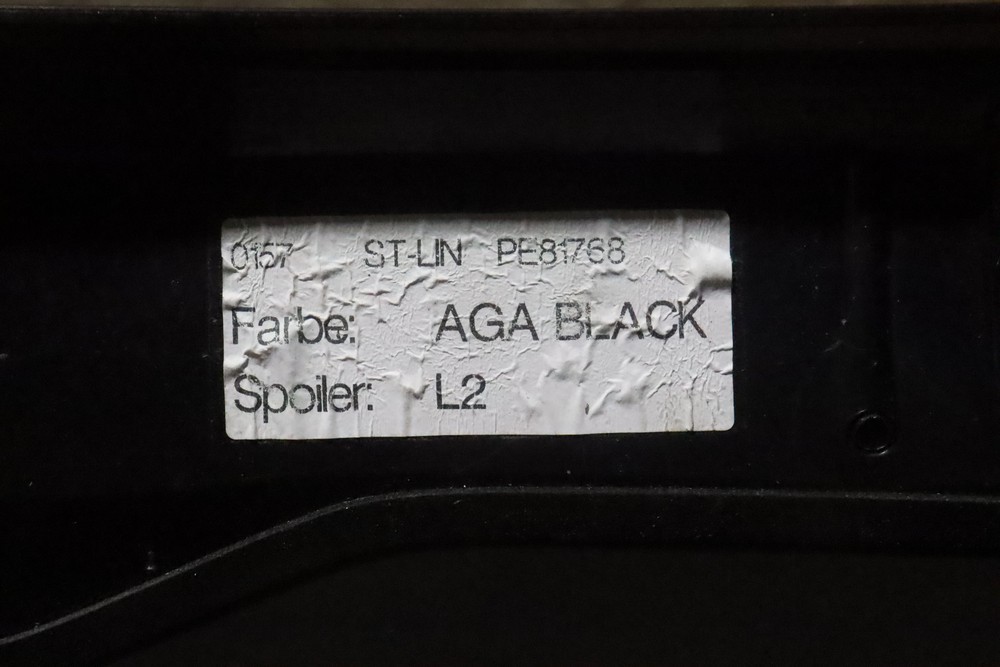 0157 ST-LIN PE81768
Farbe: AGA BLACK
Spoiler: L2